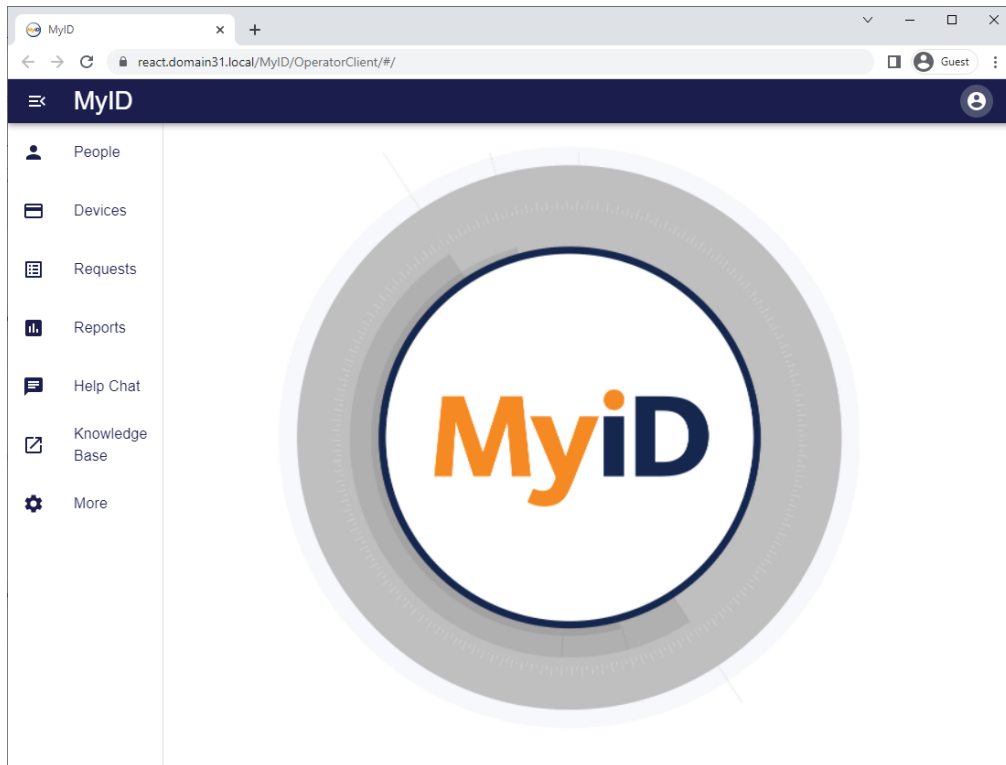 MyID
react.domain31.local/MyID/OperatorClient/#/
Guest
MyID
People
Devices
Requests
Reports
Help Chat
Knowledge
Base
More
MyiD